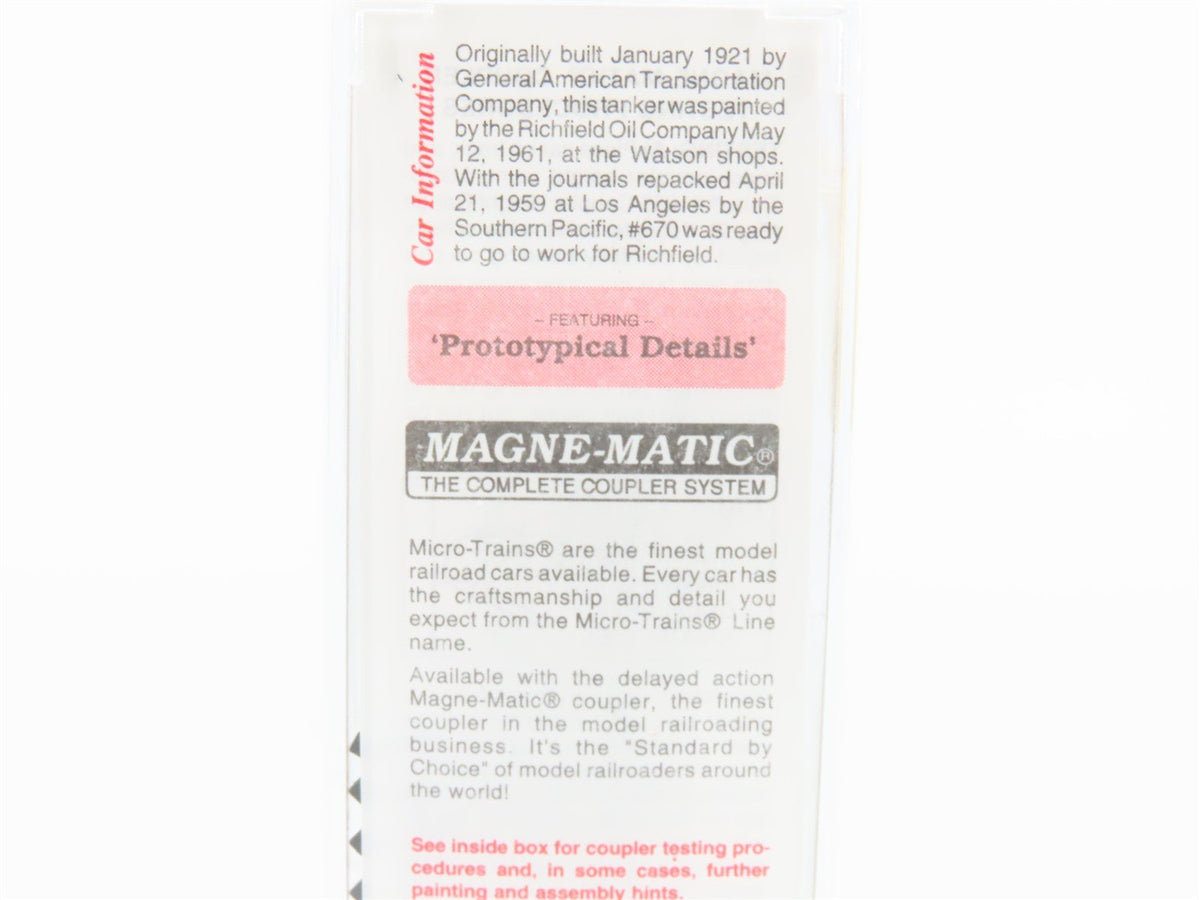 Car Information
Originally built January 1921 by
General American Transportation
Company, this tanker was painted
by the Richfield Oil Company May
12, 1961, at the Watson shops.
With the journals repacked April
21, 1959 at Los Angeles by the
Southern Pacific, #670 was ready
to go to work for Richfield.
– FEATURING –
'Prototypical Details'
MAGNE-MATIC®
THE COMPLETE COUPLER SYSTEM
Micro-Trains® are the finest model
railroad cars available. Every car has
the craftsmanship and detail you
expect from the Micro-Trains® Line
name.
Available with the delayed action
Magne-Matic® coupler, the finest
coupler in the model railroading
business. It's the "Standard by
Choice" of model railroaders around
the world!
See inside box for coupler testing pro-
cedures and, in some cases, further
painting and assembly hints.